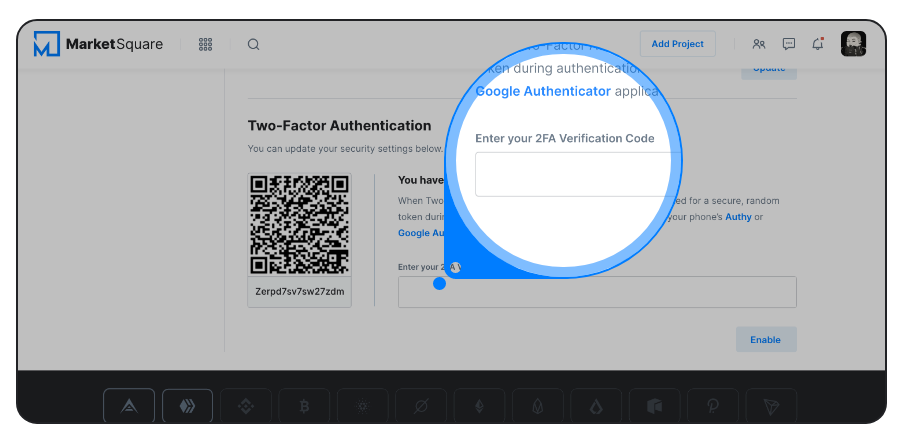 MarketSquare
Add Project
Update
Two-Factor
token during authentication
Google Authenticator applica
Enter your 2FA Verification Code
Two-Factor Authentication
You can update your security settings below.
You have
When Two
ed for a secure, random
token durin
your phone's Authy or
Google Au
Enter your 2FA V
Zerpd7sv7sw27zdm
Enable